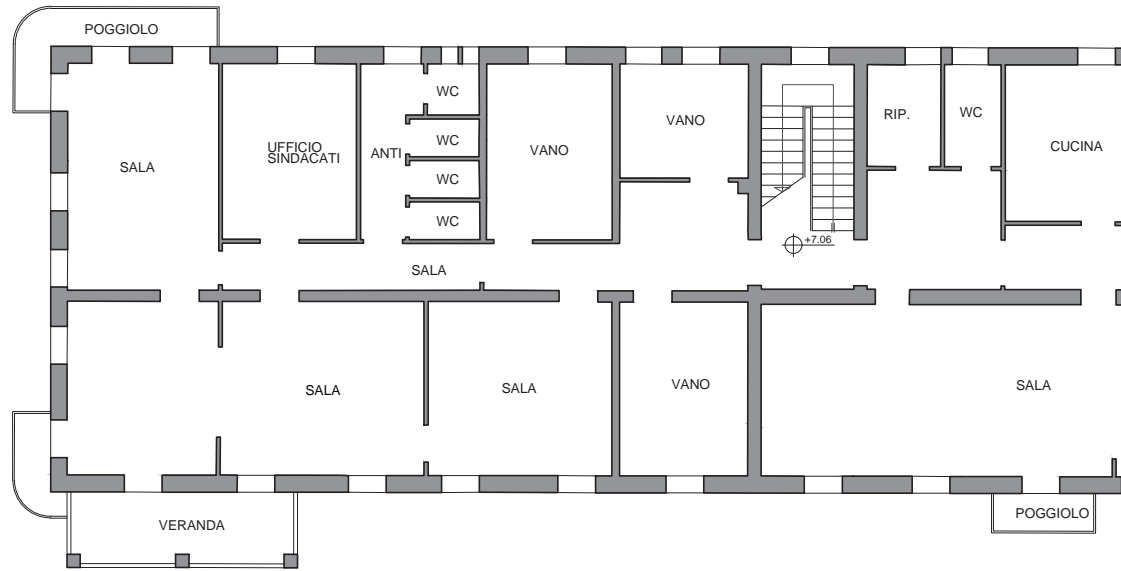 POGGIOLO
WC
RIP.
WC
VANO
WC
UFFICIO
SINDACATI
ANTI
VANO
CUCINA
SALA
WC
WC
+7.06
SALA
SALA
SALA
VANO
SALA
POGGIOLO
VERANDA